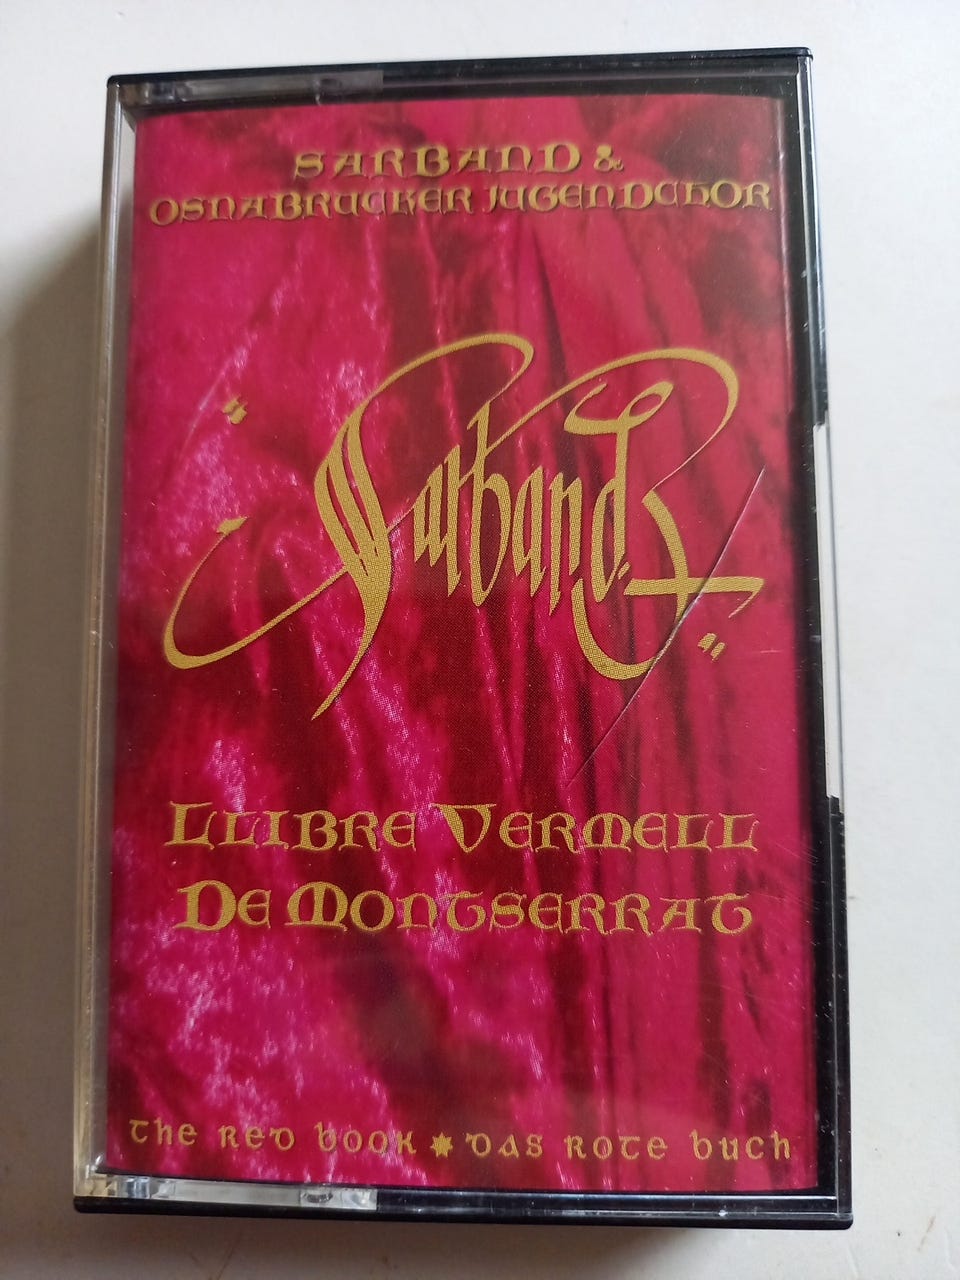 SARBAND &
OSNABRUCKER JUGENDCHOR
Sarband
LLIBRE VERMELL
DE MONTSERRAT
the red book * das rote buch